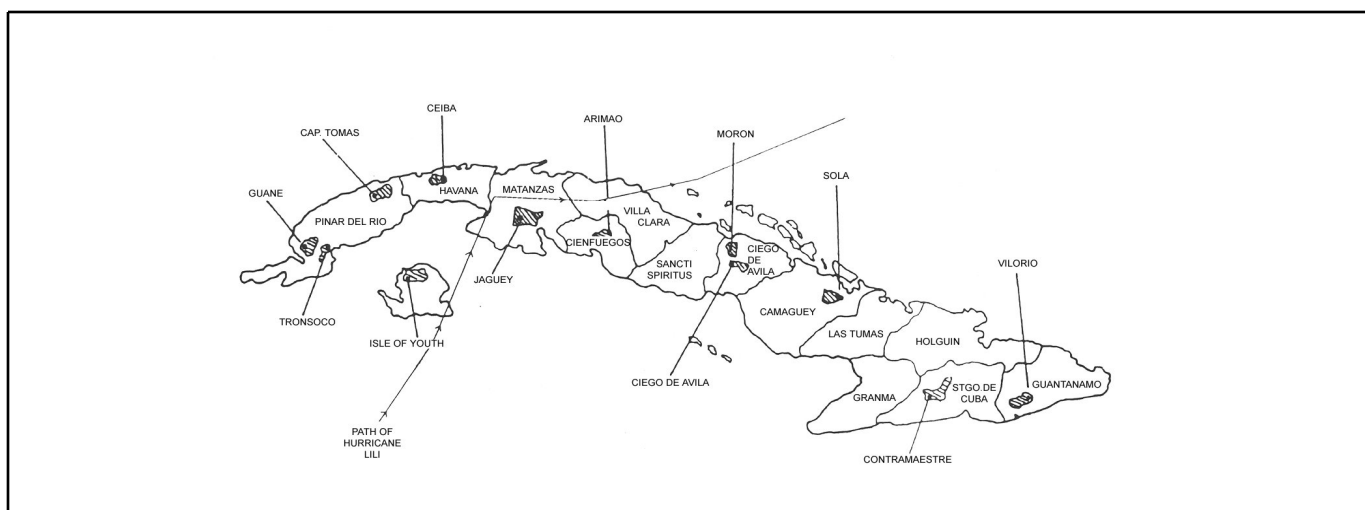 CEIBA
ARIMAO
CAP. TOMAS
MORON
SOLA
GUANE
HAVANA
MATANZAS
PINAR DEL RIO
VILLA
CLARA
CIENFUEGOS
CIEGO
DE
AVILA
SANCTI
SPIRITUS
VILORIO
JAGUEY
TRONSOCO
CAMAGUEY
LAS TUMAS
HOLGUIN
ISLE OF YOUTH
CIEGO DE AVILA
GRANMA
STGO.DE
CUBA
GUANTANAMO
PATH OF
HURRICANE
LILI
CONTRAMAESTRE